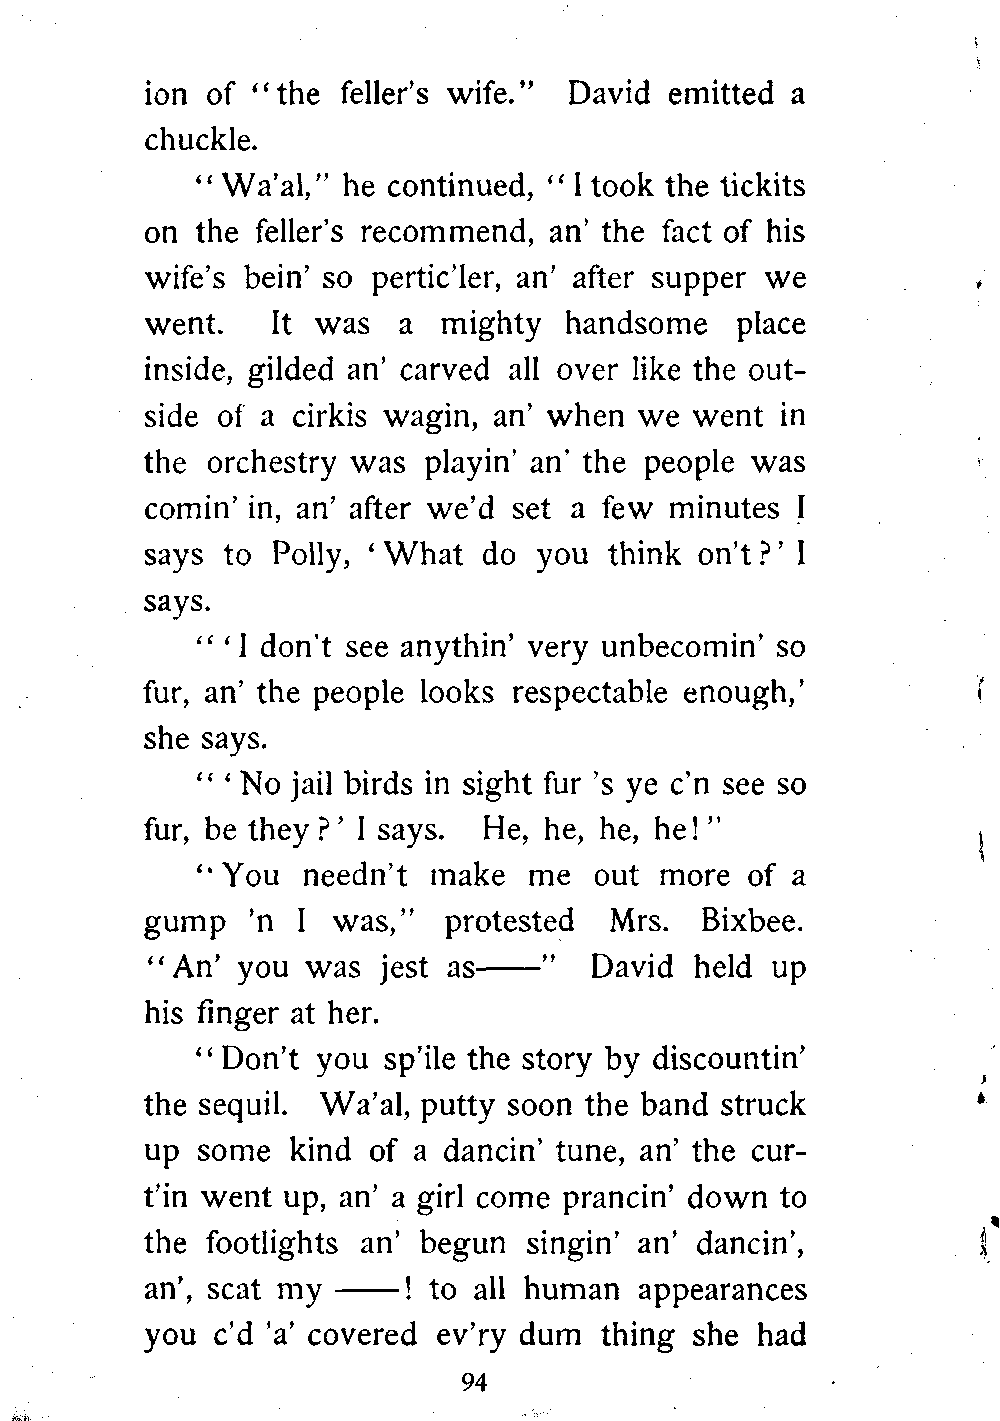 ion of “the feller’s wife.” David emitted a
chuckle.
“Wa’al,” he continued, “I took the tickits
on the feller’s recommend, an’ the fact of his
wife’s bein’ so pertic’ler, an’ after supper we
went. It was a mighty handsome place
inside, gilded an’ carved all over like the out-
side of a cirkis wagin, an’ when we went in
the orchestry was playin’ an’ the people was
comin’ in, an’ after we’d set a few minutes I
says to Polly, ‘What do you think on’t?’ I
says.
“‘I don’t see anythin’ very unbecomin’ so
fur, an’ the people looks respectable enough,’
she says.
“‘No jail birds in sight fur ’s ye c’n see so
fur, be they?’ I says. He, he, he, he!”
“You needn’t make me out more of a
gump ’n I was,” protested Mrs. Bixbee.
“An’ you was jest as——” David held up
his finger at her.
“Don’t you sp’ile the story by discountin’
the sequil. Wa’al, putty soon the band struck
up some kind of a dancin’ tune, an’ the cur-
t’in went up, an’ a girl come prancin’ down to
the footlights an’ begun singin’ an’ dancin’,
an’, scat my ——! to all human appearances
you c’d ’a’ covered ev’ry dum thing she had
94